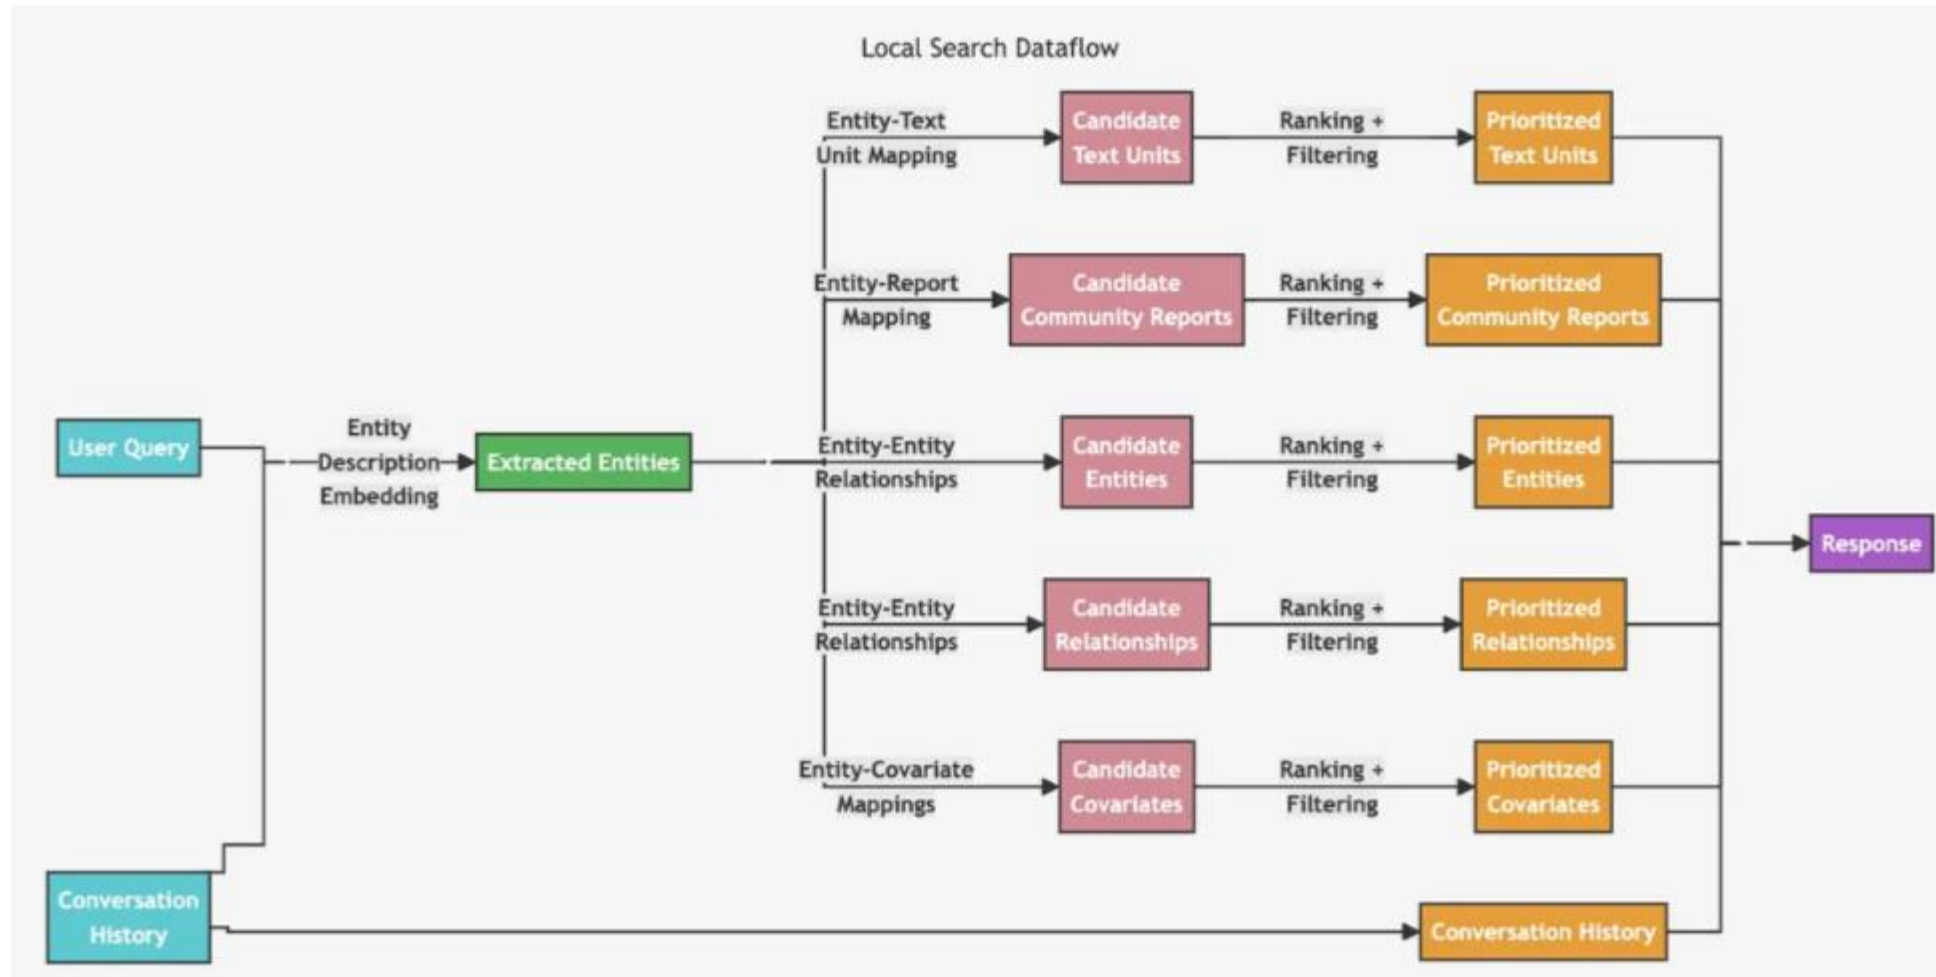 Local Search Dataflow
Entity-Text
Unit Mapping
Candidate
Text Units
Ranking +
Filtering
Prioritized
Text Units
Entity-Report
Mapping
Candidate
Community Reports
Ranking +
Filtering
Prioritized
Community Reports
User Query
Entity
Description
Embedding
Extracted Entities
Entity-Entity
Relationships
Candidate
Entities
Ranking +
Filtering
Prioritized
Entities
Response
Entity-Entity
Relationships
Candidate
Relationships
Ranking +
Filtering
Prioritized
Relationships
Entity-Covariate
Mappings
Candidate
Covariates
Ranking +
Filtering
Prioritized
Covariates
Conversation
History
Conversation History